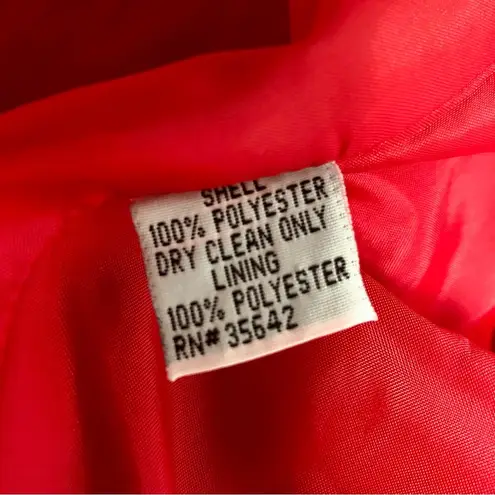 SHELL
100% POLYESTER
DRY CLEAN ONLY
LINING
100% POLYESTER
RN# 35642